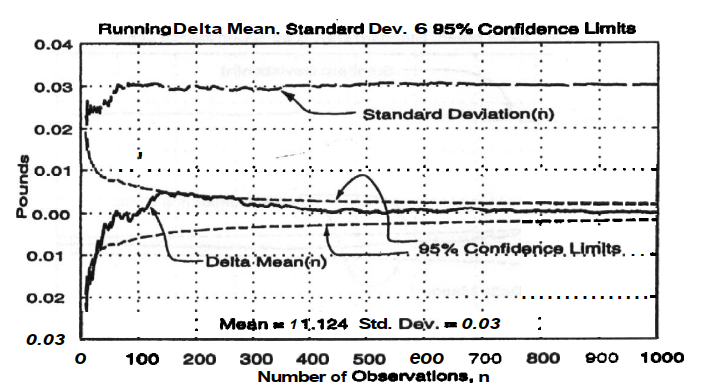 Running Delta Mean. Standard Dev. 6 95% Confidence Limits
0.04
0.03
Standard Deviation(n)
0.02
0.01
Pounds
0.00
95% Confidence Limits
0.01
Delta Mean(n)
0.02
Mean = 11.124 Std. Dev. = 0.03
0.03
0 100 200 300 400 500 600 700 800 900 1000
Number of Observations, n